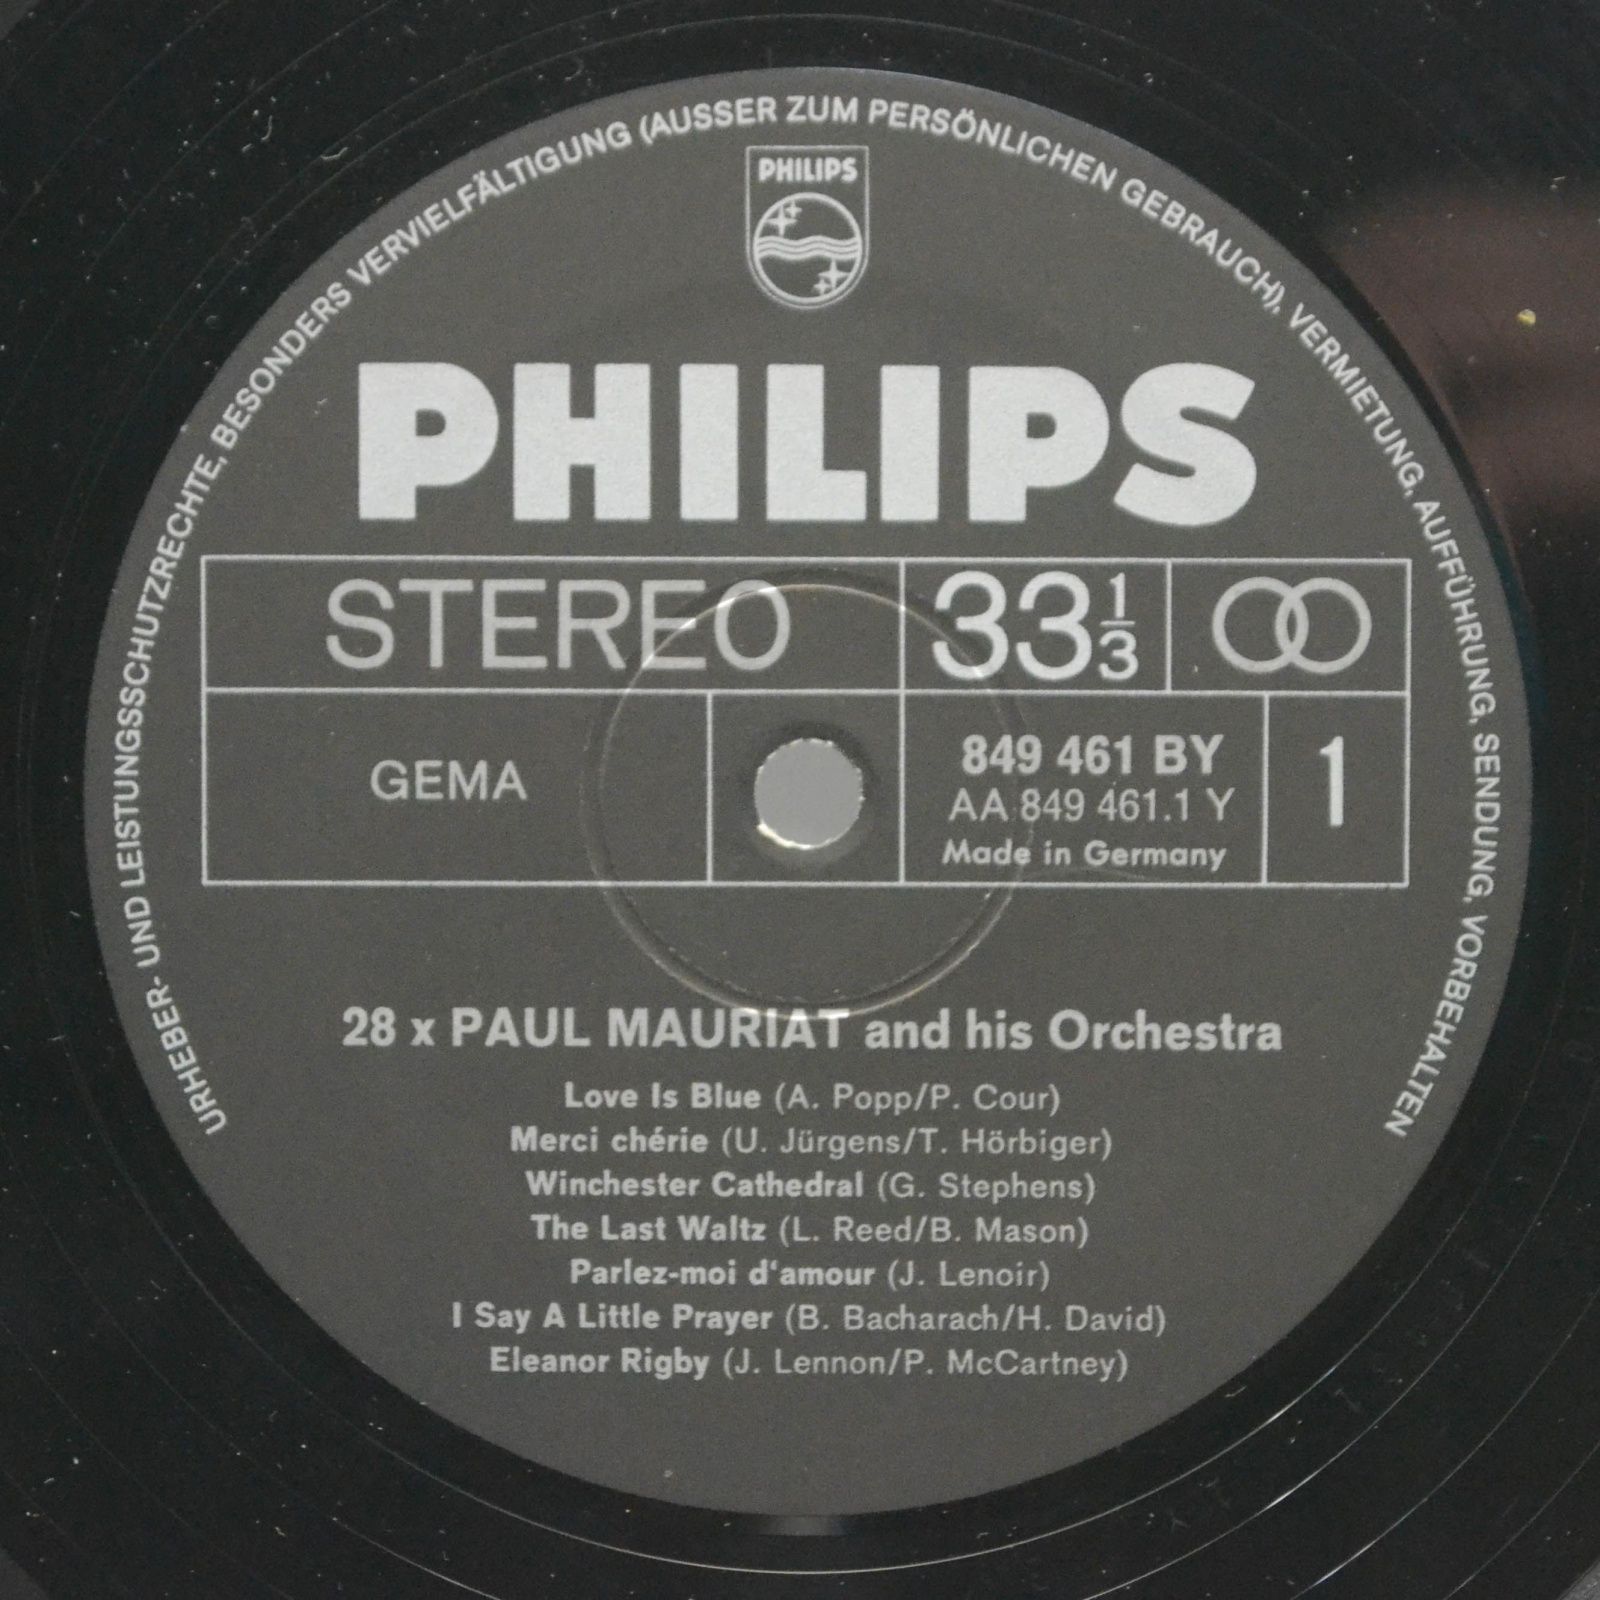 URHEBER- UND LEISTUNGSSCHUTZRECHTE, BESONDERS VERVIELFÄLTIGUNG (AUSSER ZUM PERSÖNLICHEN GEBRAUCH), VERMIETUNG, AUFFÜHRUNG, SENDUNG, VORBEHALTEN
PHILIPS
PHILIPS
STEREO 33 1/3
GEMA
849 461 BY
AA 849 461.1 Y
Made in Germany
1
28 x PAUL MAURIAT and his Orchestra
Love Is Blue (A. Popp/P. Cour)
Merci chérie (U. Jürgens/T. Hörbiger)
Winchester Cathedral (G. Stephens)
The Last Waltz (L. Reed/B. Mason)
Parlez-moi d'amour (J. Lenoir)
I Say A Little Prayer (B. Bacharach/H. David)
Eleanor Rigby (J. Lennon/P. McCartney)